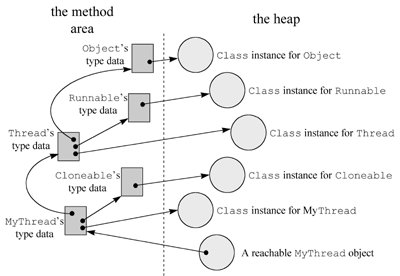 the method
area
the heap
Object's
type data
Class instance for Object
Runnable's
type data
Class instance for Runnable
Thread's
type data
Class instance for Thread
Cloneable's
type data
Class instance for Cloneable
MyThread's
type data
Class instance for MyThread
A reachable MyThread object